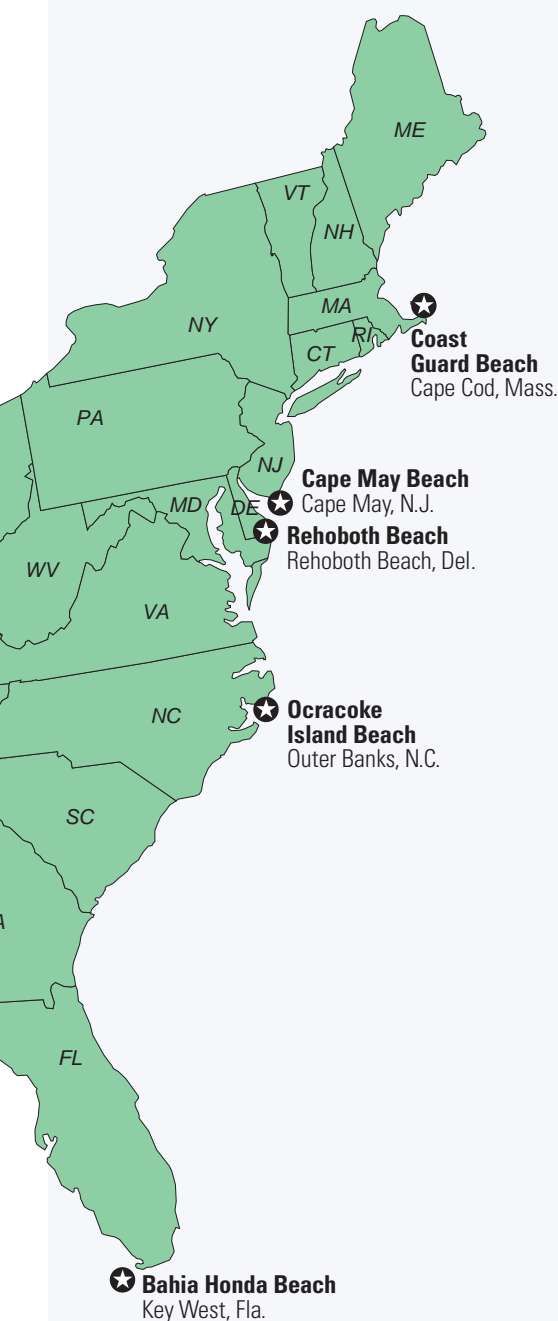 ME
VT
NH
NY
MA
RI
CT
Coast
Guard Beach
Cape Cod, Mass.
PA
NJ
Cape May Beach
Cape May, N.J.
MD
DE
Rehoboth Beach
Rehoboth Beach, Del.
WV
VA
NC
Ocracoke
Island Beach
Outer Banks, N.C.
SC
A
FL
Bahia Honda Beach
Key West, Fla.